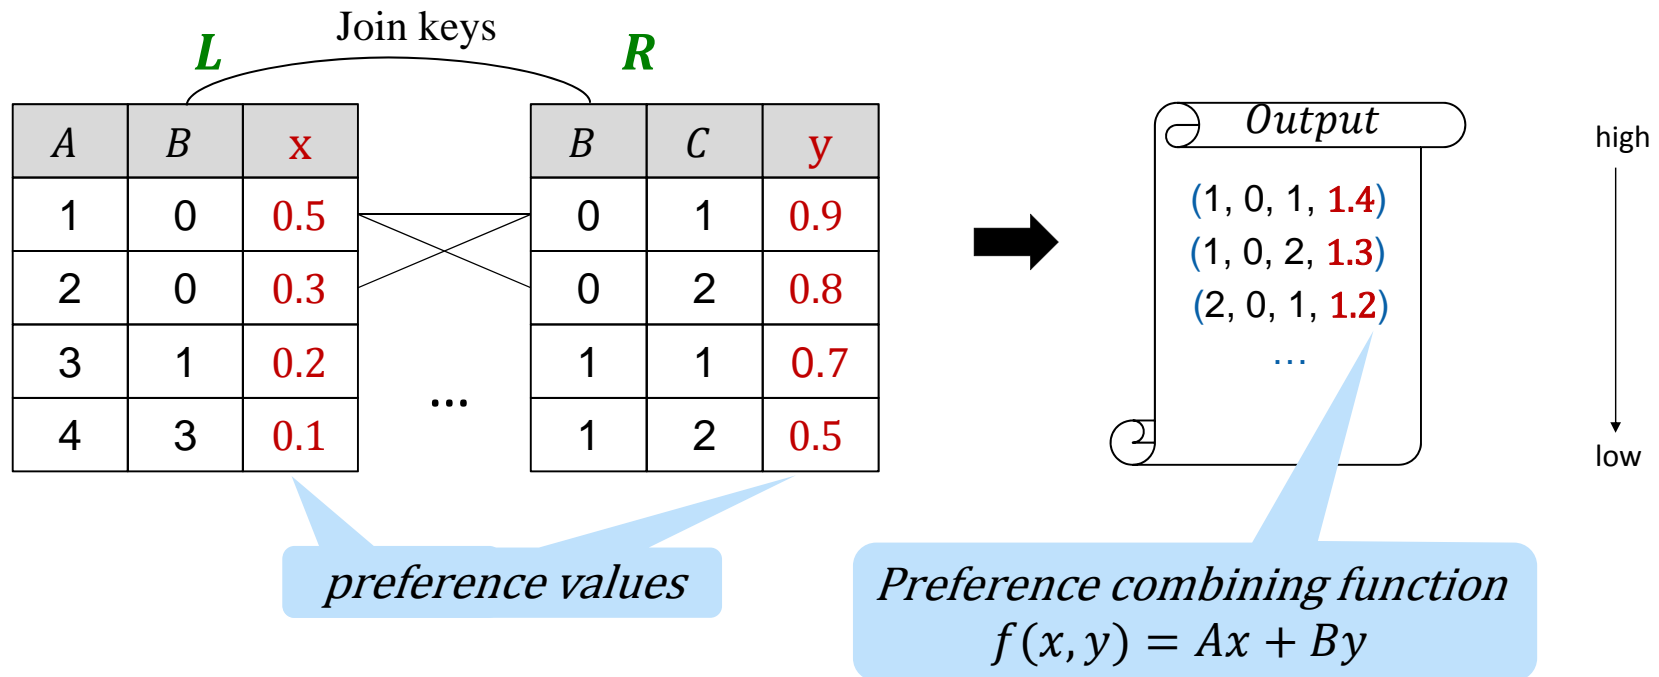 Join keys
L R
A B x
1 0 0.5
2 0 0.3
3 1 0.2
4 3 0.1
...
B C y
0 1 0.9
0 2 0.8
1 1 0.7
1 2 0.5
Output
(1, 0, 1, 1.4)
(1, 0, 2, 1.3)
(2, 0, 1, 1.2)
...
high
low
preference values
Preference combining function
f(x, y) = Ax + By